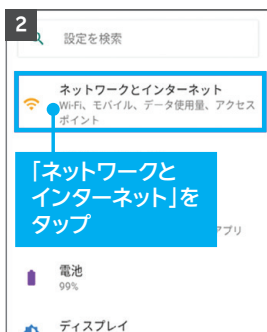 2
設定を検索
ネットワークとインターネット
Wi-Fi、モバイル、データ使用量、アクセス
ポイント
「ネットワークと
インターネット」を
タップ
アプリ
電池
99%
ディスプレイ